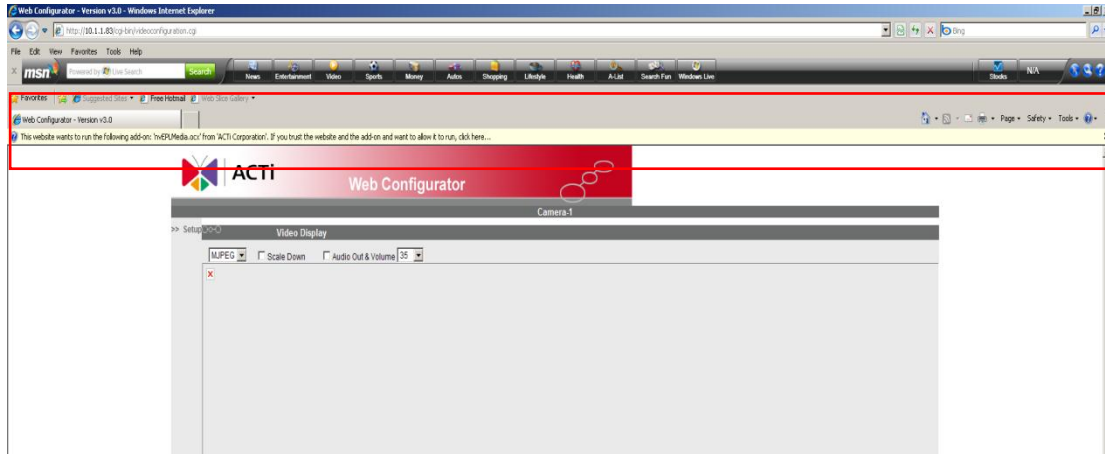 Web Configurator - Version v3.0 - Windows Internet Explorer
http://10.1.1.83/cgi-bin/videoconfiguration.cgi
Bing
File Edit View Favorites Tools Help
x msn Powered by Live Search Search News Entertainment Video Sports Money Autos Shopping Lifestyle Health A-List Search Fun Windows Live Stocks N/A
Favorites Suggested Sites Free Hotmail Web Slice Gallery
Web Configurator - Version v3.0 Page Safety Tools
This website wants to run the following add-on: 'nvEPLMedia.ocx' from 'ACTi Corporation'. If you trust the website and the add-on and want to allow it to run, click here...
ACTi
Web Configurator
Camera-1
>> Setup
Video Display
MJPEG Scale Down Audio Out & Volume 35